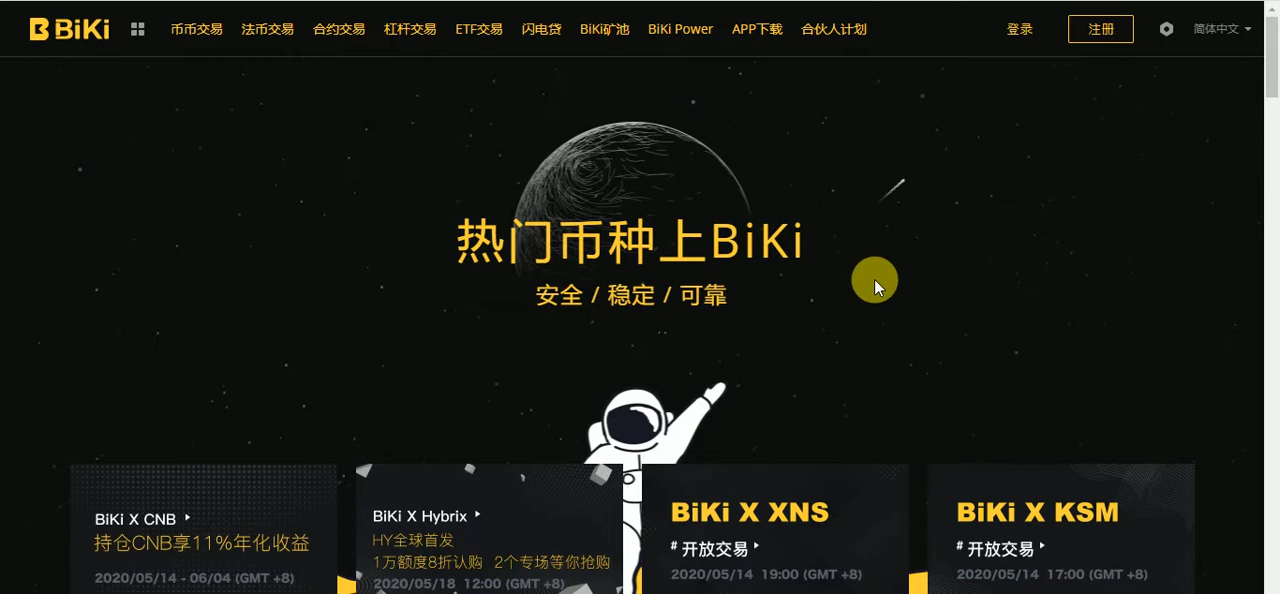 BiKi 币币交易 法币交易 合约交易 杠杆交易 ETF交易 闪电贷 BiKi矿池 BiKi Power APP下载 合伙人计划 登录 注册 简体中文
热门币种上BiKi
安全 / 稳定 / 可靠
BiKi X CNB
持仓CNB享11%年化收益
2020/05/14 - 06/04 (GMT +8)
BiKi X Hybrix
HY全球首发
1万额度8折认购 2个专场等你抢购
2020/05/18 12:00 (GMT +8)
BiKi X XNS
# 开放交易
2020/05/14 19:00 (GMT +8)
BiKi X KSM
# 开放交易
2020/05/14 17:00 (GMT +8)